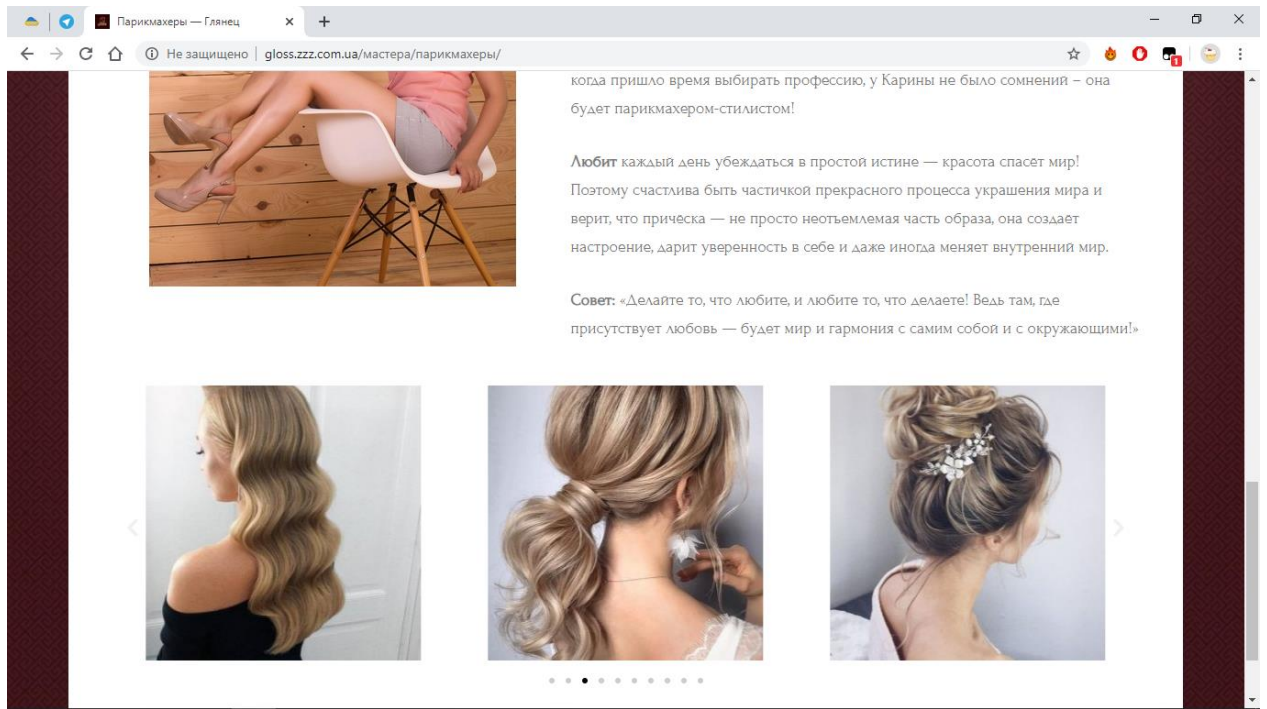 Парикмахеры — Глянец
Не защищено | gloss.zzz.com.ua/мастера/парикмахеры/
1
когда пришло время выбирать профессию, у Карины не было сомнений – она
будет парикмахером-стилистом!
Любит каждый день убеждаться в простой истине — красота спасёт мир!
Поэтому счастлива быть частичкой прекрасного процесса украшения мира и
верит, что причёска — не просто неотъемлемая часть образа, она создаёт
настроение, дарит уверенность в себе и даже иногда меняет внутренний мир.
Совет: «Делайте то, что любите, и любите то, что делаете! Ведь там, где
присутствует любовь — будет мир и гармония с самим собой и с окружающими!»